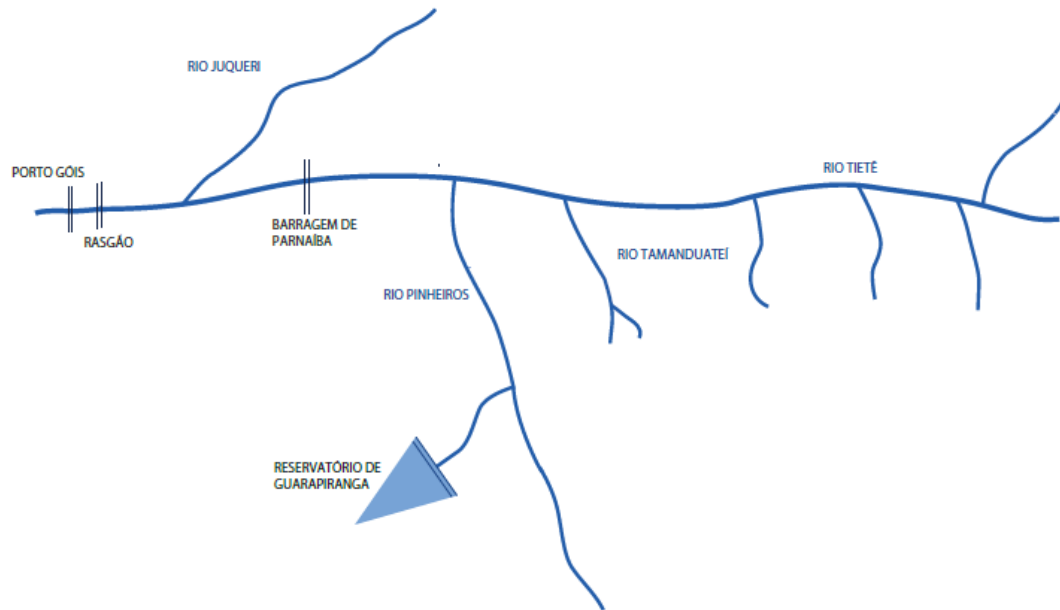 RIO JUQUERI
PORTO GÓIS
RASGÃO
BARRAGEM DE
PARNAÍBA
RIO TIETÊ
RIO TAMANDUATEÍ
RIO PINHEIROS
RESERVATÓRIO DE
GUARAPIRANGA